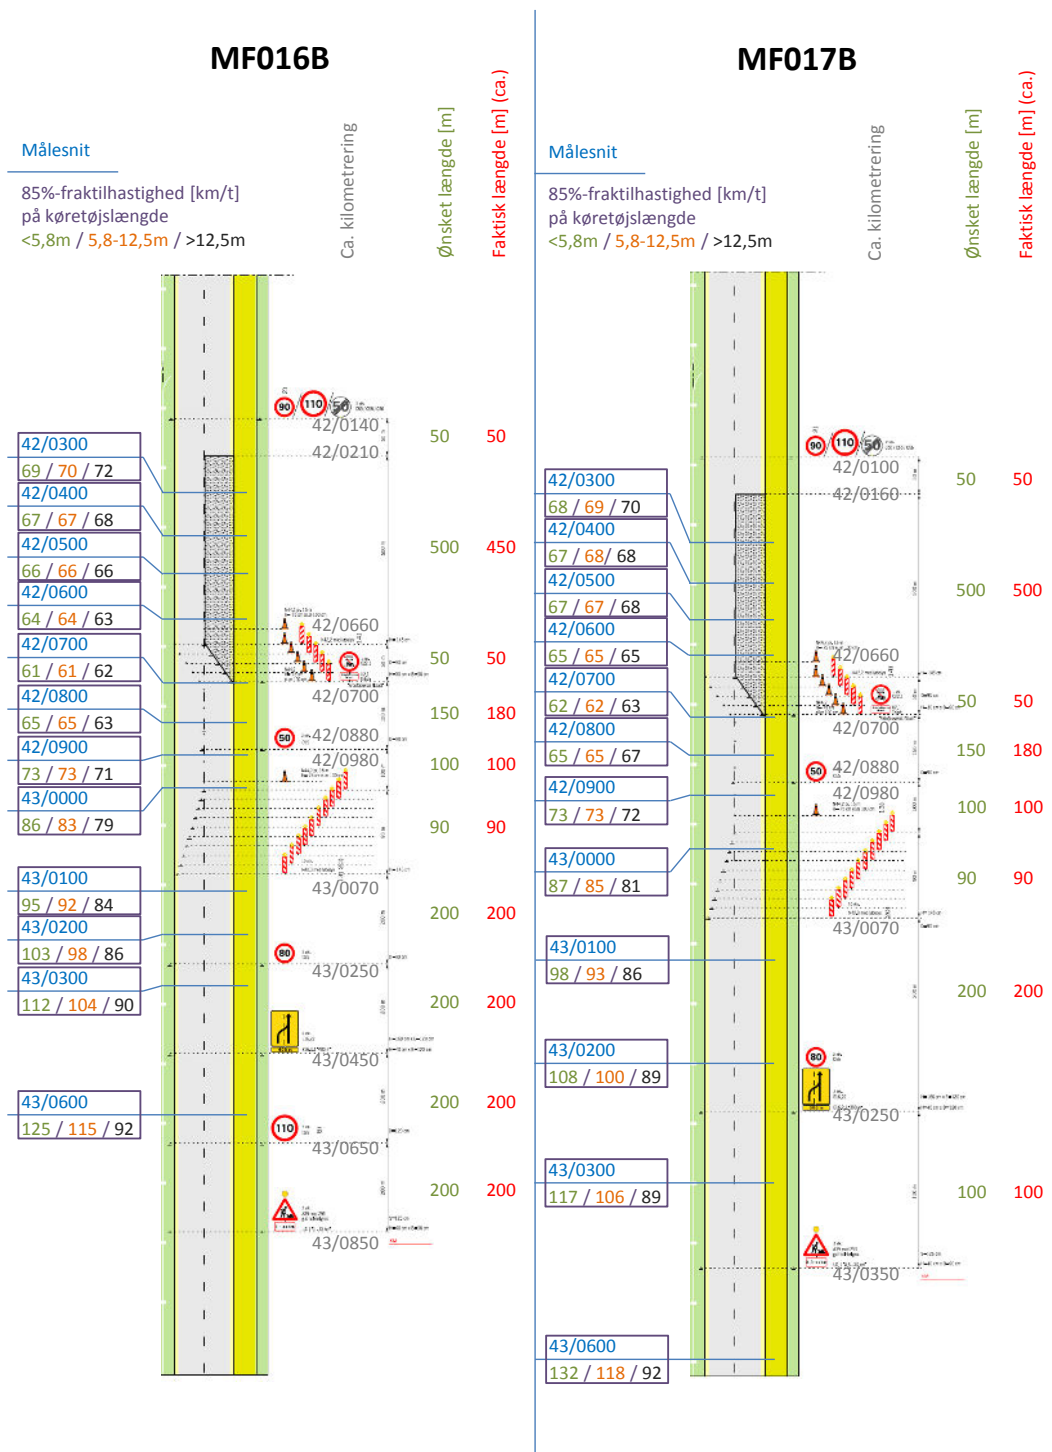 MF016B
Målesnit
85%-fraktilhastighed [km/t]
på køretøjslængde
<5,8m / 5,8-12,5m / >12,5m
Ca. kilometrering
Ønsket længde [m]
Faktisk længde [m] (ca.)
90 110 50
42/0140
50 50
42/0210
42/0300
69 / 70 / 72
42/0400
67 / 67 / 68
42/0500
66 / 66 / 66
500 450
42/0600
64 / 64 / 63
42/0660
42/0700
61 / 61 / 62
50 50
42/0700
42/0800
65 / 65 / 63
150 180
50
42/0880
42/0900
73 / 73 / 71
42/0980
100 100
43/0000
86 / 83 / 79
90 90
43/0070
43/0100
95 / 92 / 84
200 200
43/0200
103 / 98 / 86
80
43/0250
43/0300
112 / 104 / 90
200 200
43/0450
43/0600
125 / 115 / 92
200 200
110
43/0650
200 200
43/0850
MF017B
Målesnit
85%-fraktilhastighed [km/t]
på køretøjslængde
<5,8m / 5,8-12,5m / >12,5m
Ca. kilometrering
Ønsket længde [m]
Faktisk længde [m] (ca.)
90 110 50
42/0100
50 50
42/0160
42/0300
68 / 69 / 70
42/0400
67 / 68/ 68
42/0500
67 / 67 / 68
500 500
42/0600
65 / 65 / 65
42/0660
42/0700
62 / 62 / 63
50 50
42/0700
42/0800
65 / 65 / 67
150 180
50
42/0880
42/0900
73 / 73 / 72
42/0980
100 100
43/0000
87 / 85 / 81
90 90
43/0070
43/0100
98 / 93 / 86
200 200
43/0200
108 / 100 / 89
80
43/0250
43/0300
117 / 106 / 89
100 100
43/0350
43/0600
132 / 118 / 92